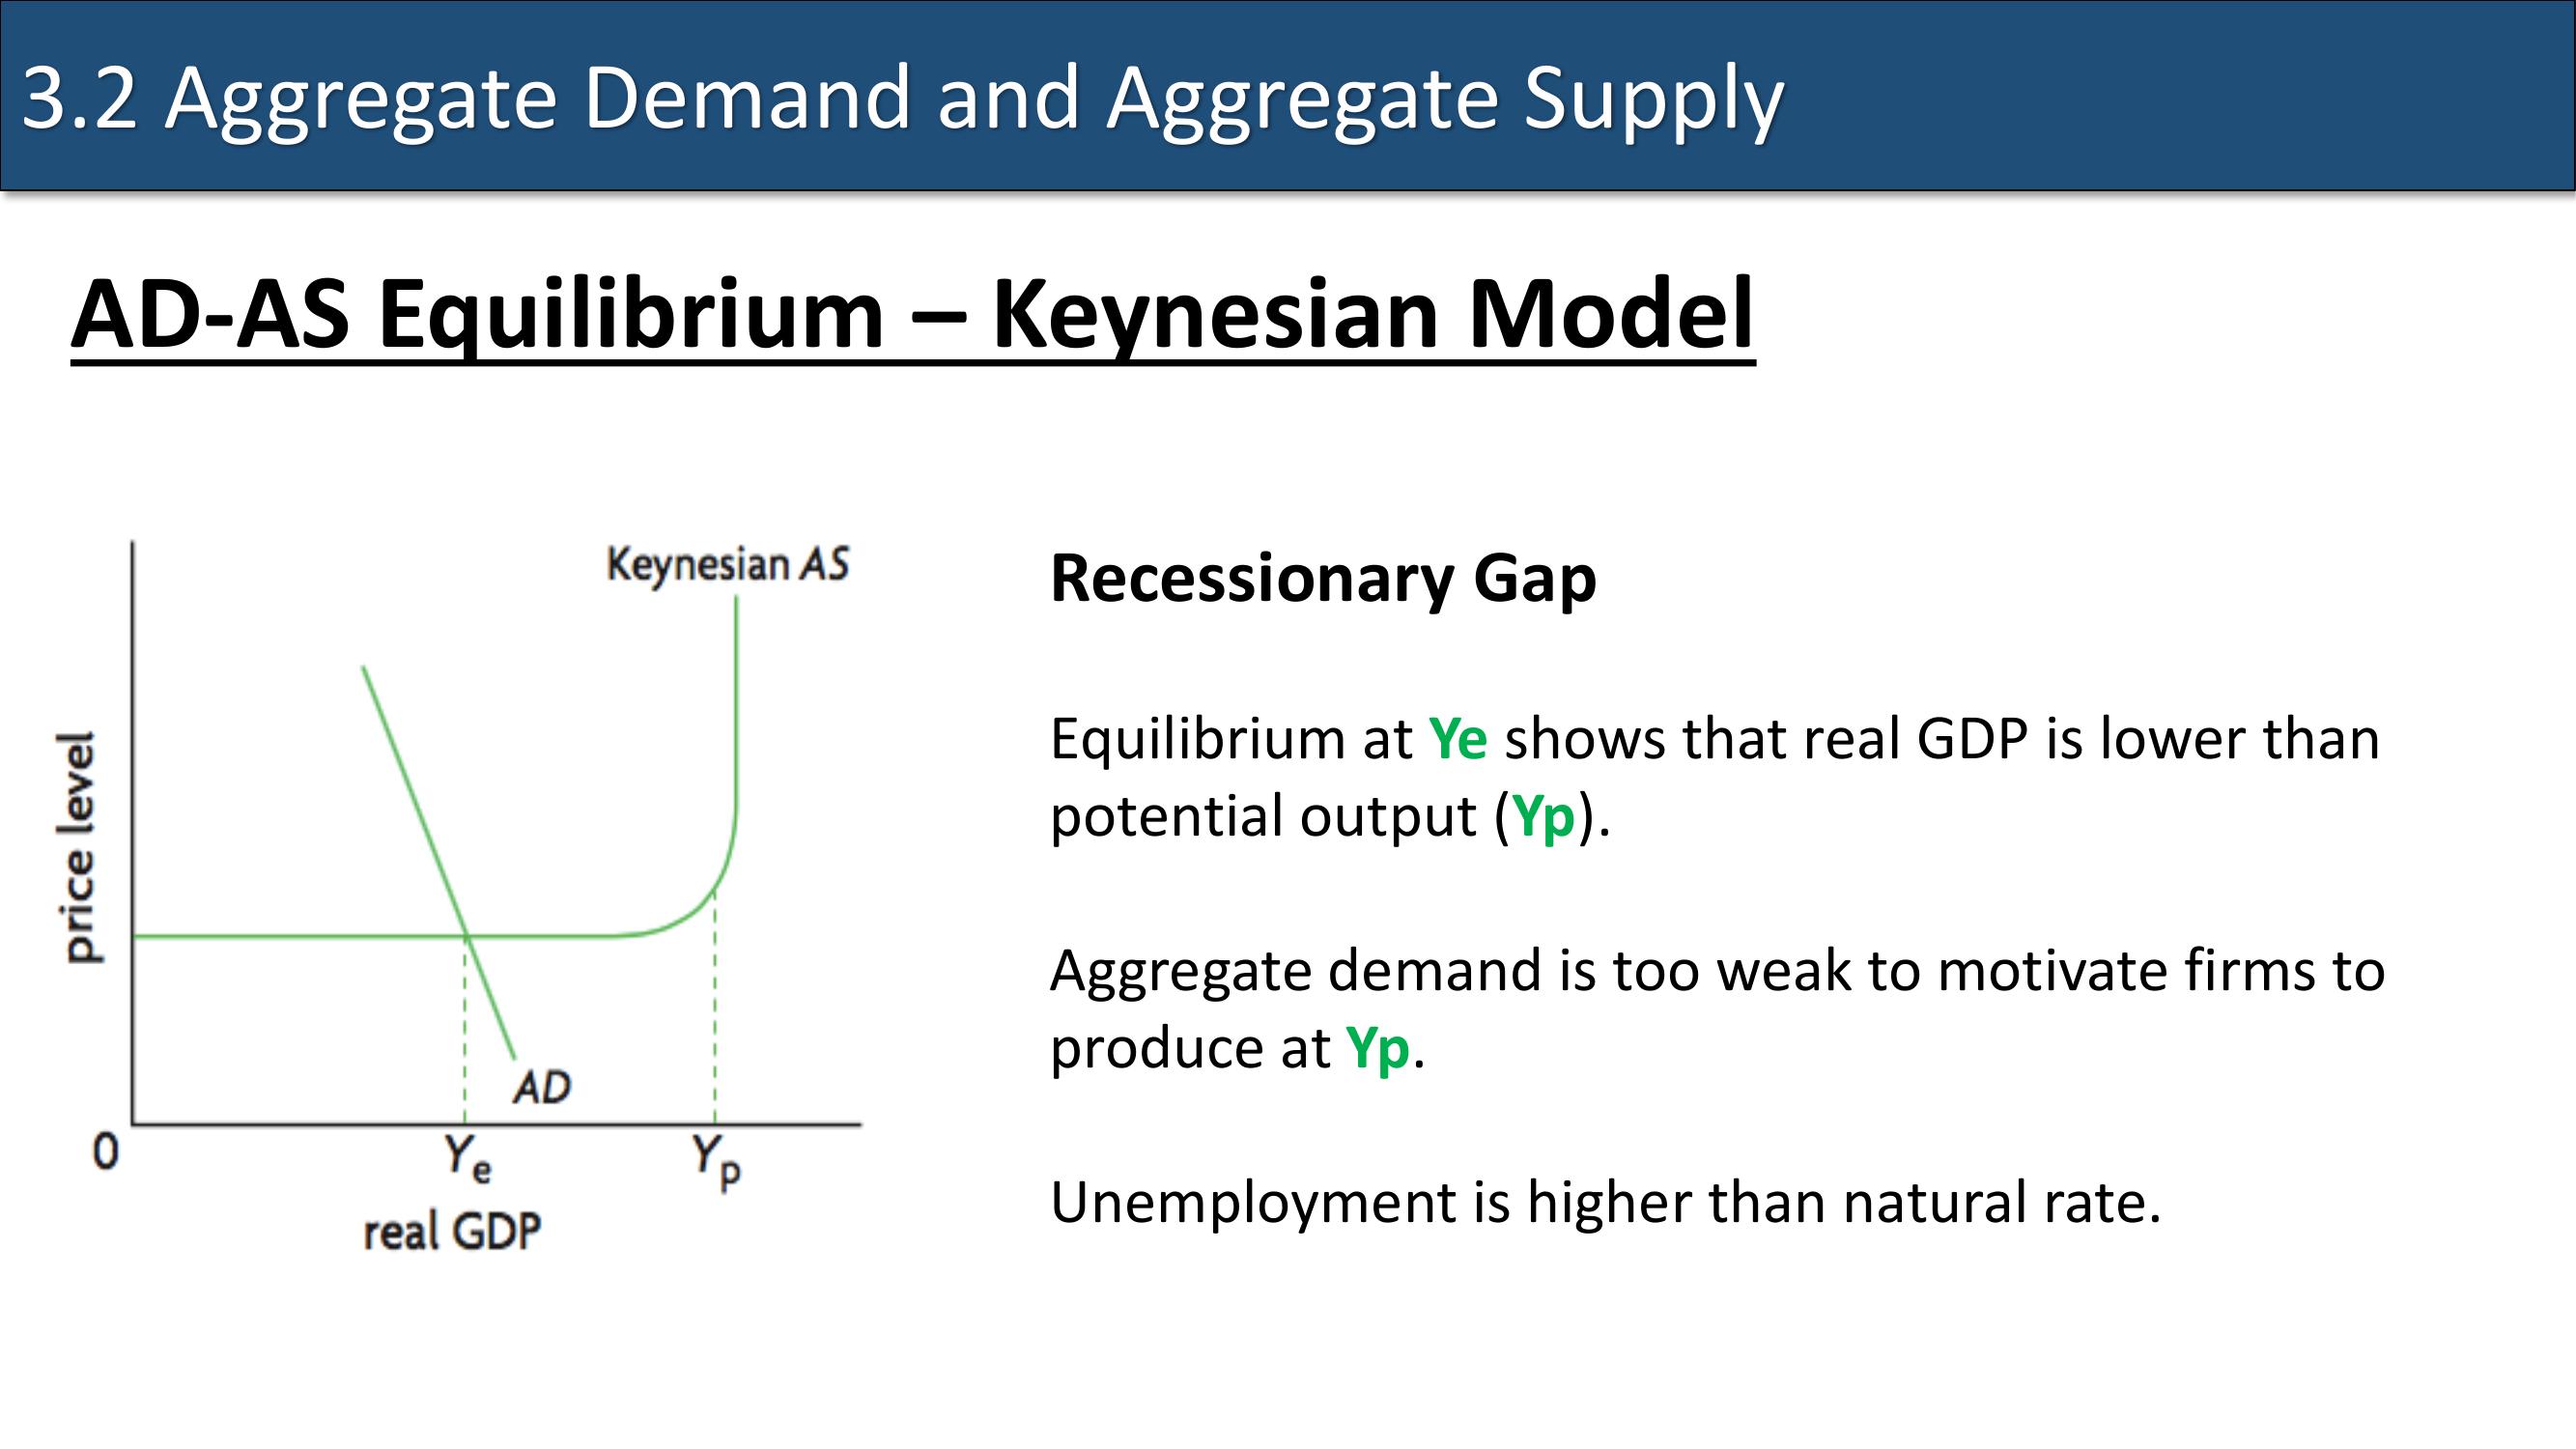 3.2 Aggregate Demand and Aggregate Supply
AD-AS Equilibrium – Keynesian Model
Keynesian AS
price level
AD
0
Ye
Yp
real GDP
Recessionary Gap
Equilibrium at Ye shows that real GDP is lower than
potential output (Yp).
Aggregate demand is too weak to motivate firms to
produce at Yp.
Unemployment is higher than natural rate.